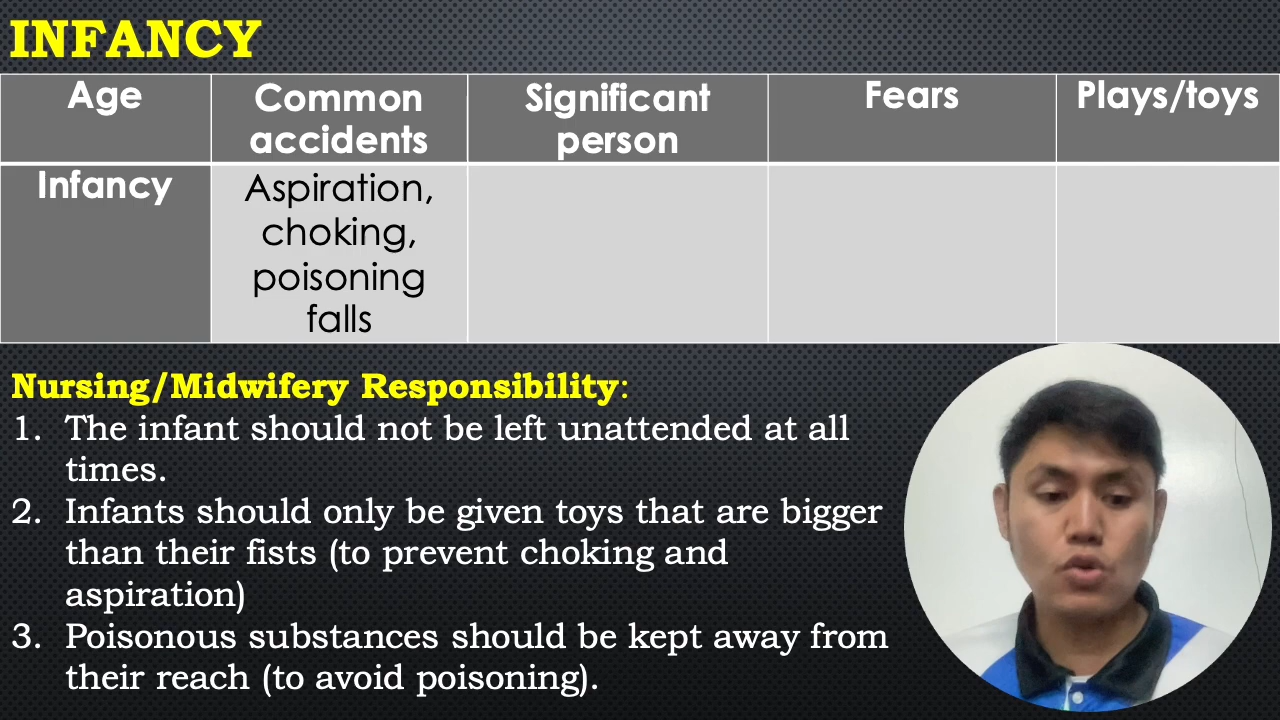 INFANCY
Age
Common
accidents
Significant
person
Fears
Plays/toys
Infancy
Aspiration,
choking,
poisoning
falls
Nursing/Midwifery Responsibility:
1. The infant should not be left unattended at all
times.
2. Infants should only be given toys that are bigger
than their fists (to prevent choking and
aspiration)
3. Poisonous substances should be kept away from
their reach (to avoid poisoning).